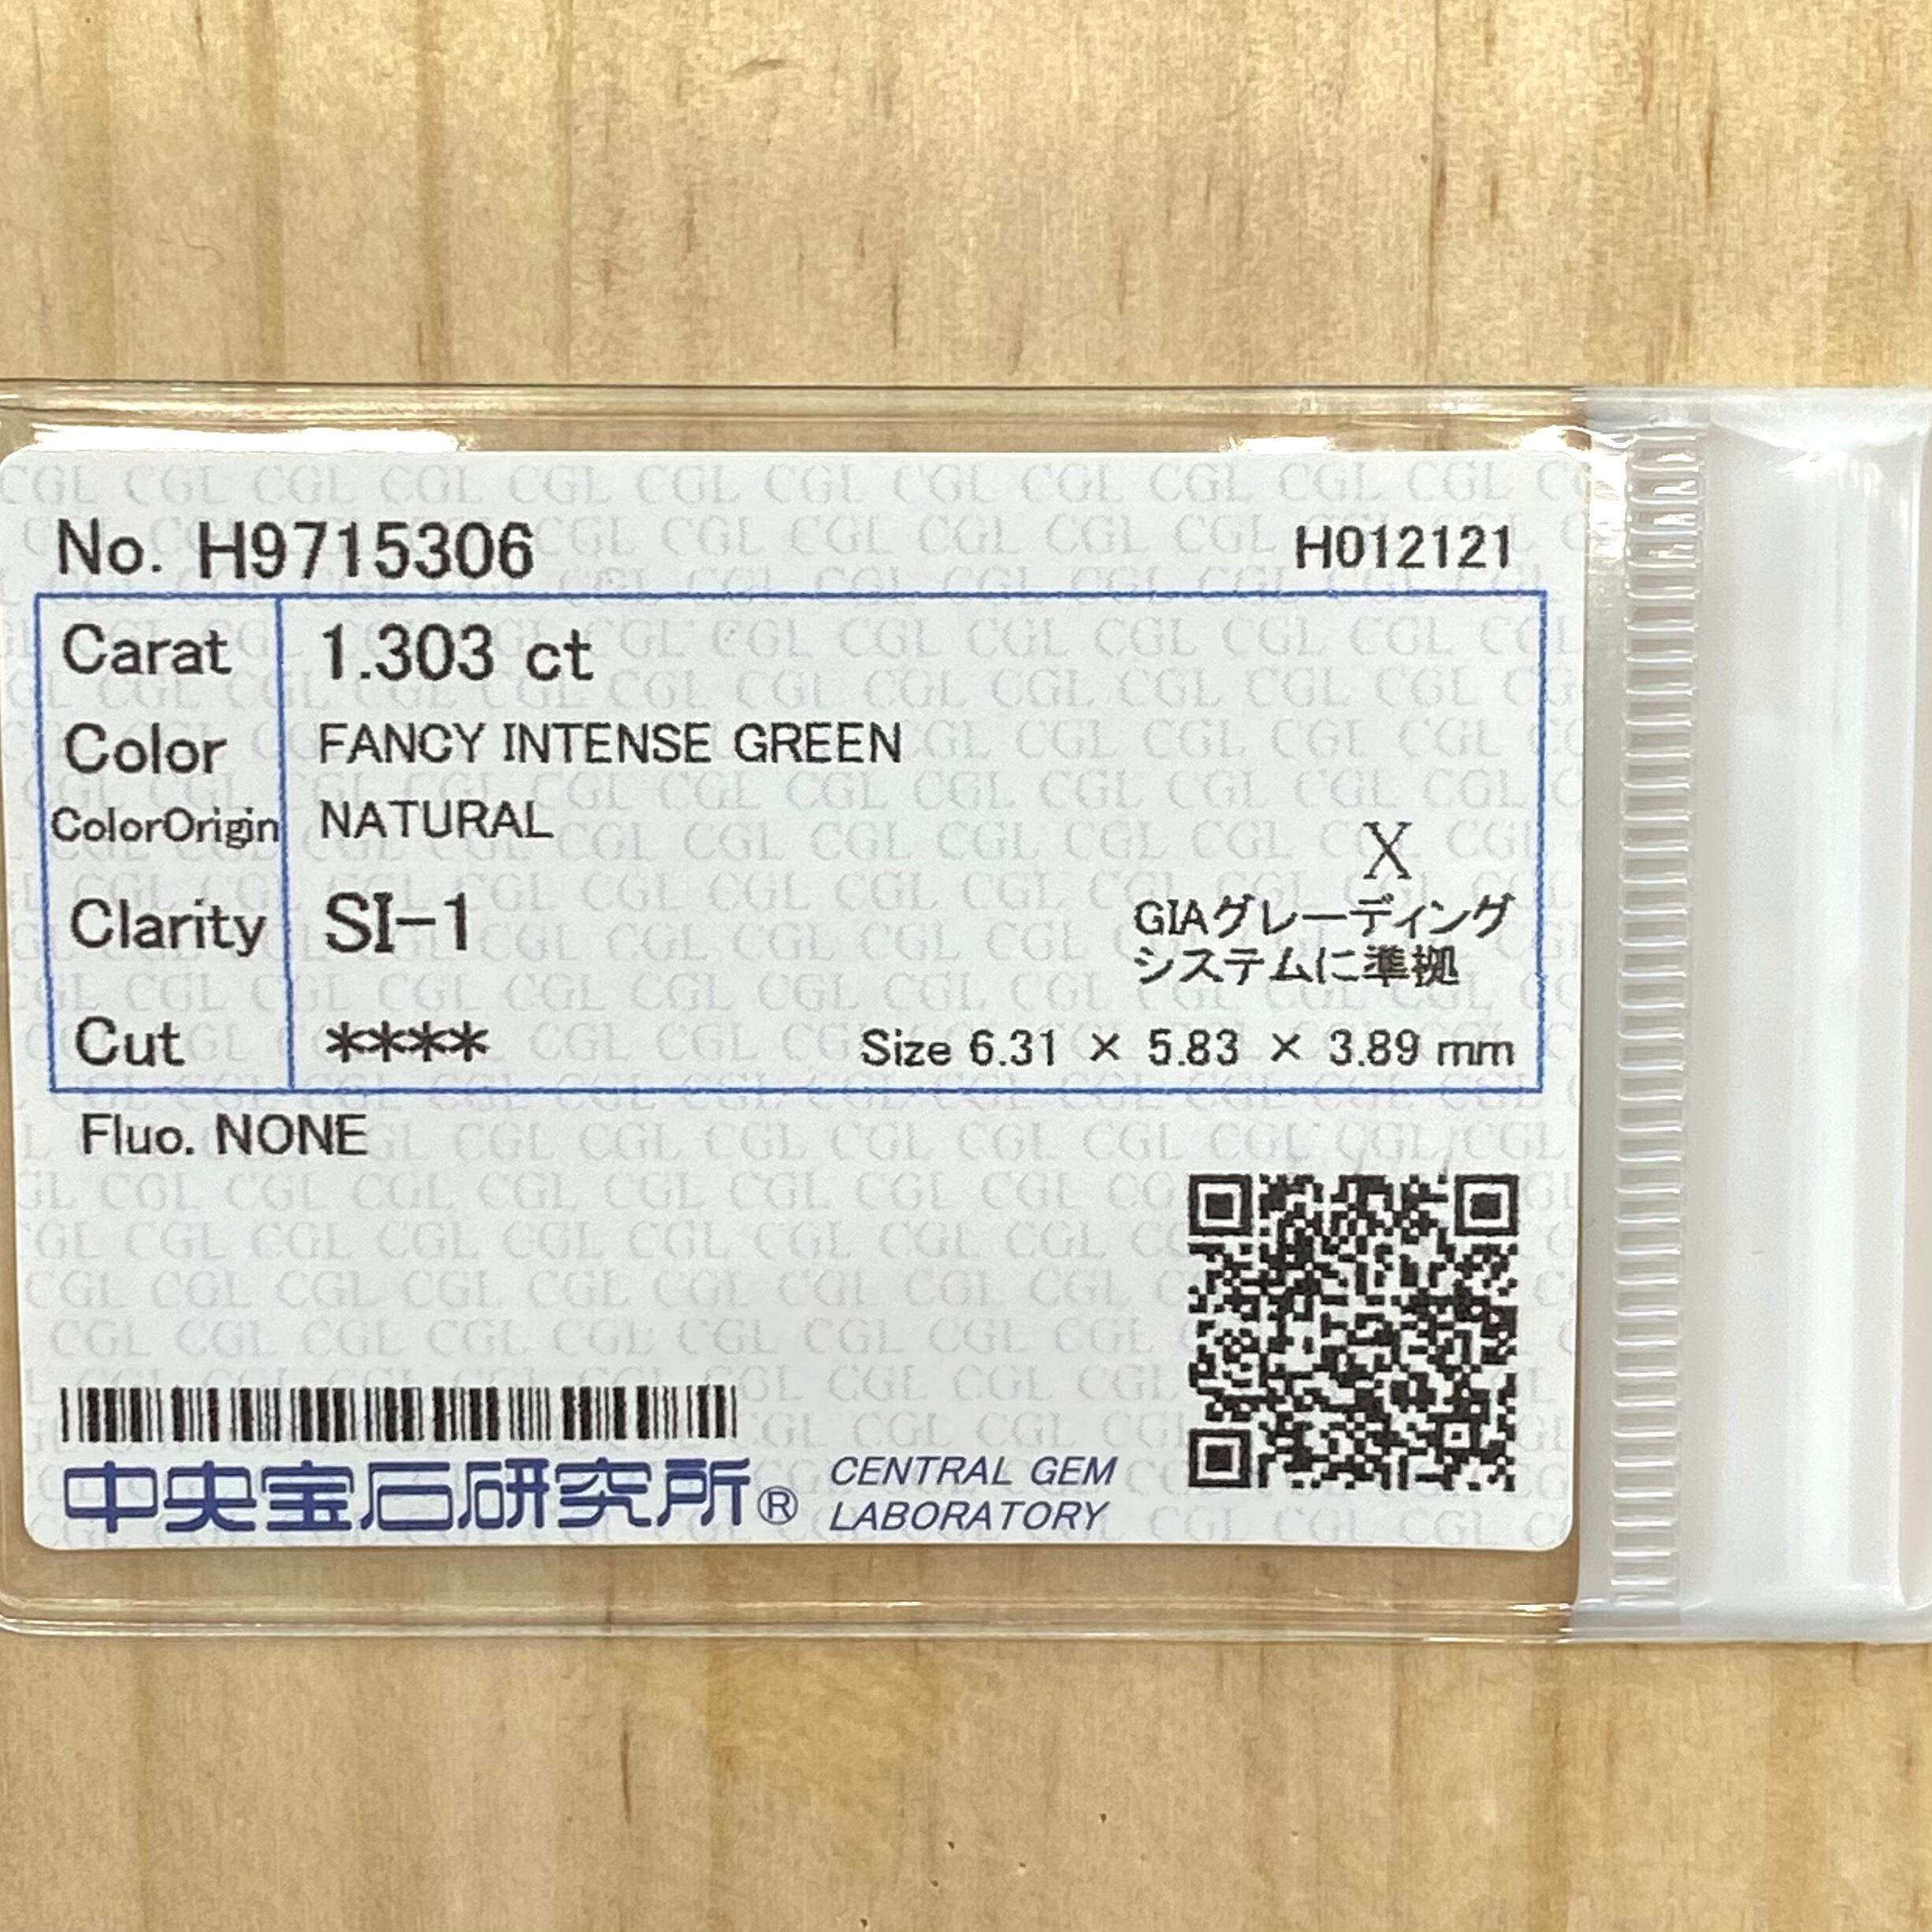 No. H9715306 H012121
Carat 1.303 ct
Color FANCY INTENSE GREEN
ColorOrigin NATURAL
X
Clarity SI-1
GIAグレーディング
システムに準拠
Cut **** Size 6.31 × 5.83 × 3.89 mm
Fluo. NONE
中央宝石研究所® CENTRAL GEM
LABORATORY